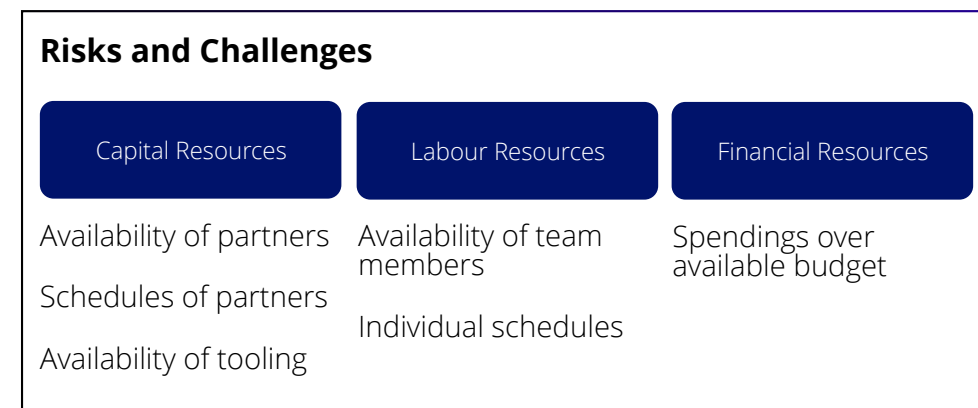 Risks and Challenges
Capital Resources
Labour Resources
Financial Resources
Availability of partners
Schedules of partners
Availability of tooling
Availability of team
members
Individual schedules
Spendings over
available budget